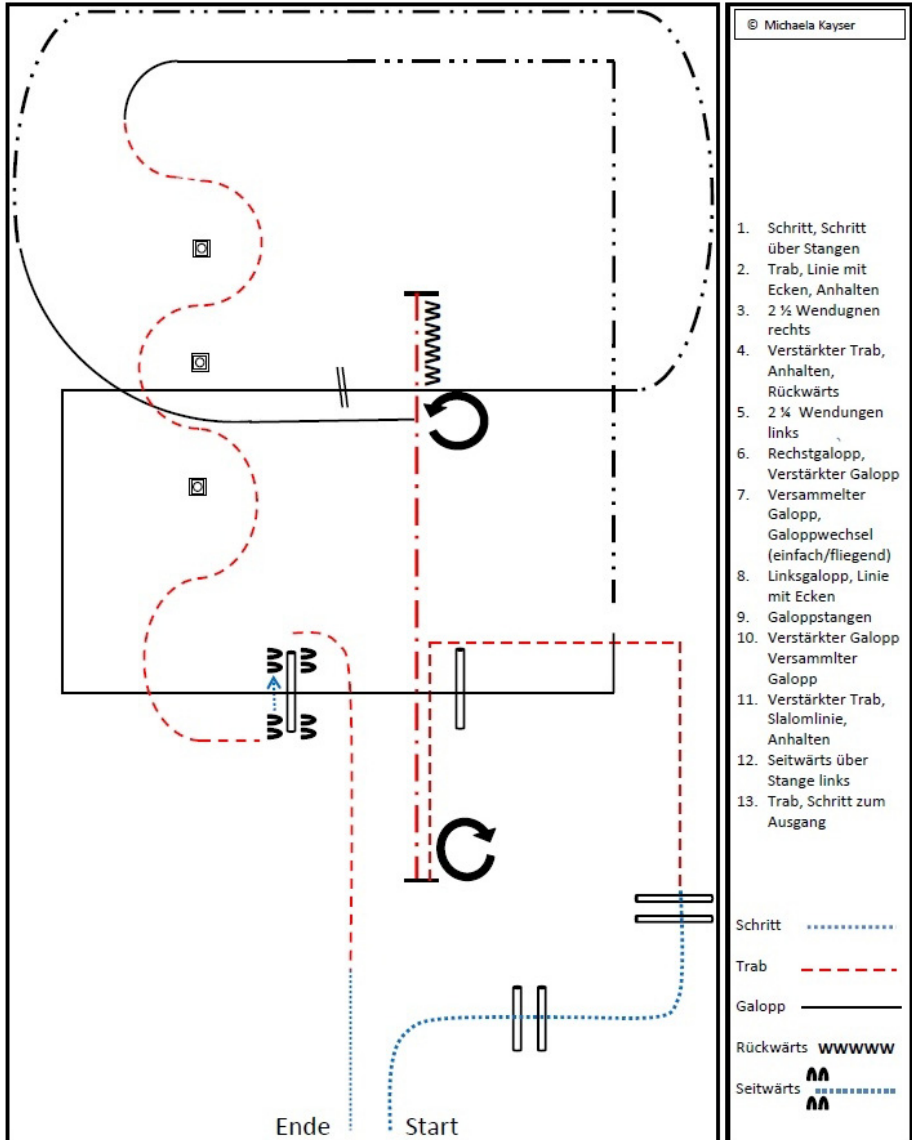 © Michaela Kayser
1. Schritt, Schritt
über Stangen
2. Trab, Linie mit
Ecken, Anhalten
3. 2 ½ Wendugnen
rechts
4. Verstärkter Trab,
Anhalten,
Rückwärts
5. 2 ¼ Wendungen
links
6. Rechstgalopp,
Verstärkter Galopp
7. Versammelter
Galopp,
Galoppwechsel
(einfach/fliegend)
8. Linksgalopp, Linie
mit Ecken
9. Galoppstangen
10. Verstärkter Galopp
Versammlter
Galopp
11. Verstärkter Trab,
Slalomlinie,
Anhalten
12. Seitwärts über
Stange links
13. Trab, Schritt zum
Ausgang
Schritt
Trab
Galopp
Rückwärts wwwww
Seitwärts
Ende Start